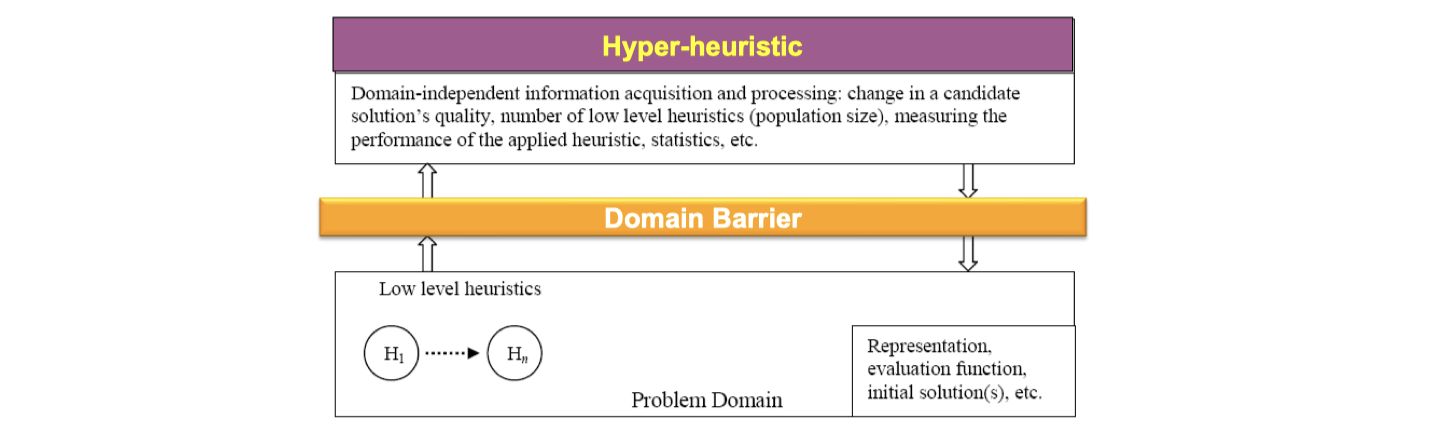 Hyper-heuristic
Domain-independent information acquisition and processing: change in a candidate
solution's quality, number of low level heuristics (population size), measuring the
performance of the applied heuristic, statistics, etc.
Domain Barrier
Low level heuristics
H1
Hn
Representation,
evaluation function,
initial solution(s), etc.
Problem Domain